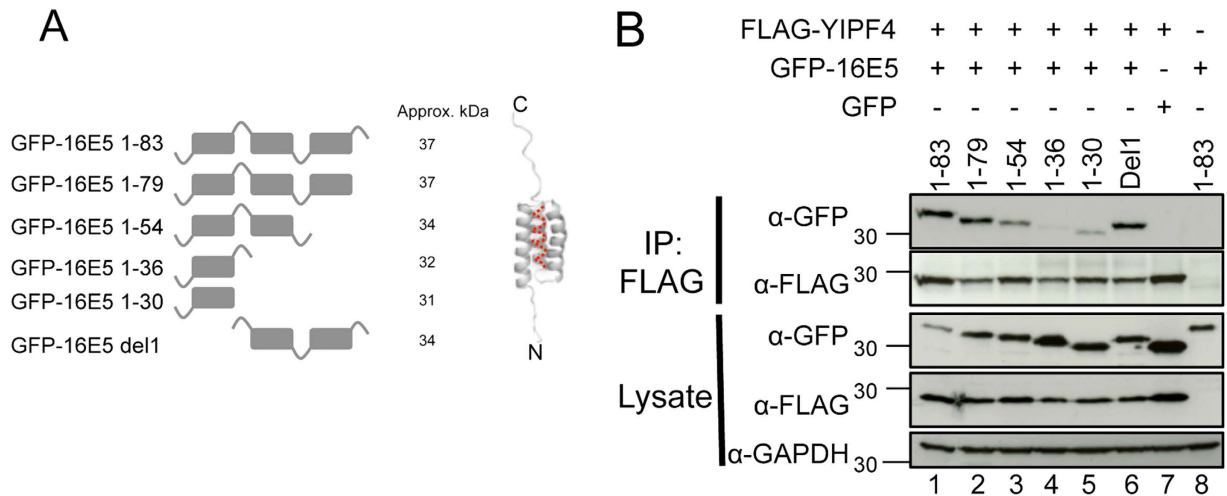 A
Approx. kDa
GFP-16E5 1-83 37
GFP-16E5 1-79 37
GFP-16E5 1-54 34
GFP-16E5 1-36 32
GFP-16E5 1-30 31
GFP-16E5 del1 34
C
N
B
FLAG-YIPF4 + + + + + + + -
GFP-16E5 + + + + + + - +
GFP - - - - - - + -
1-83 1-79 1-54 1-36 1-30 Del1 1-83
IP:
FLAG
α-GFP 30
α-FLAG 30
Lysate
α-GFP 30
α-FLAG 30
α-GAPDH 30
1 2 3 4 5 6 7 8